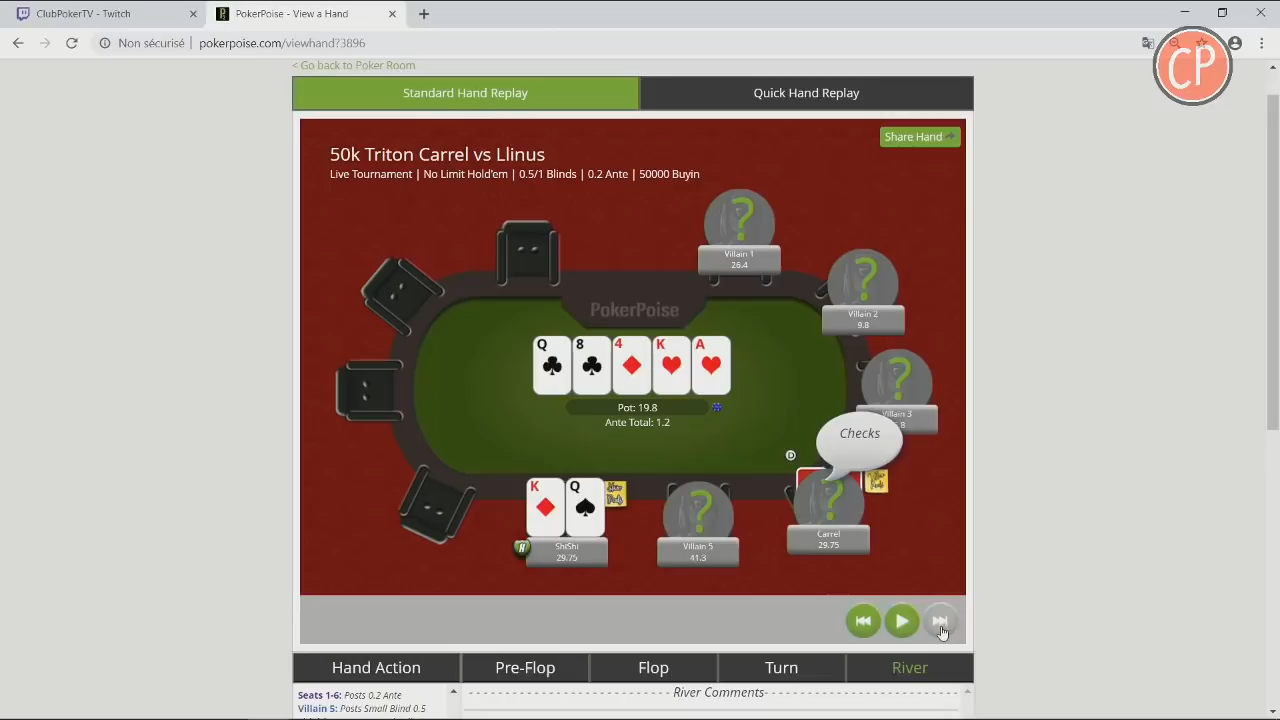 ClubPokerTV - Twitch
PokerPoise - View a Hand
Non sécurisé
pokerpoise.com/viewhand?3896
CP
< Go back to Poker Room
Standard Hand Replay
Quick Hand Replay
Share Hand
50k Triton Carrel vs Llinus
Live Tournament | No Limit Hold'em | 0.5/1 Blinds | 0.2 Ante | 50000 Buyin
Villain 1
26.4
Villain 2
9.8
PokerPoise
Q 8 4 K A
Villain 3
Pot: 19.8
Ante Total: 1.2
Checks
D
K Q
ShiShi
29.75
Villain 5
41.3
Carrel
29.75
Hand Action
Pre-Flop
Flop
Turn
River
Seats 1-6: Posts 0.2 Ante
Villain 5: Posts Small Blind 0.5
River Comments